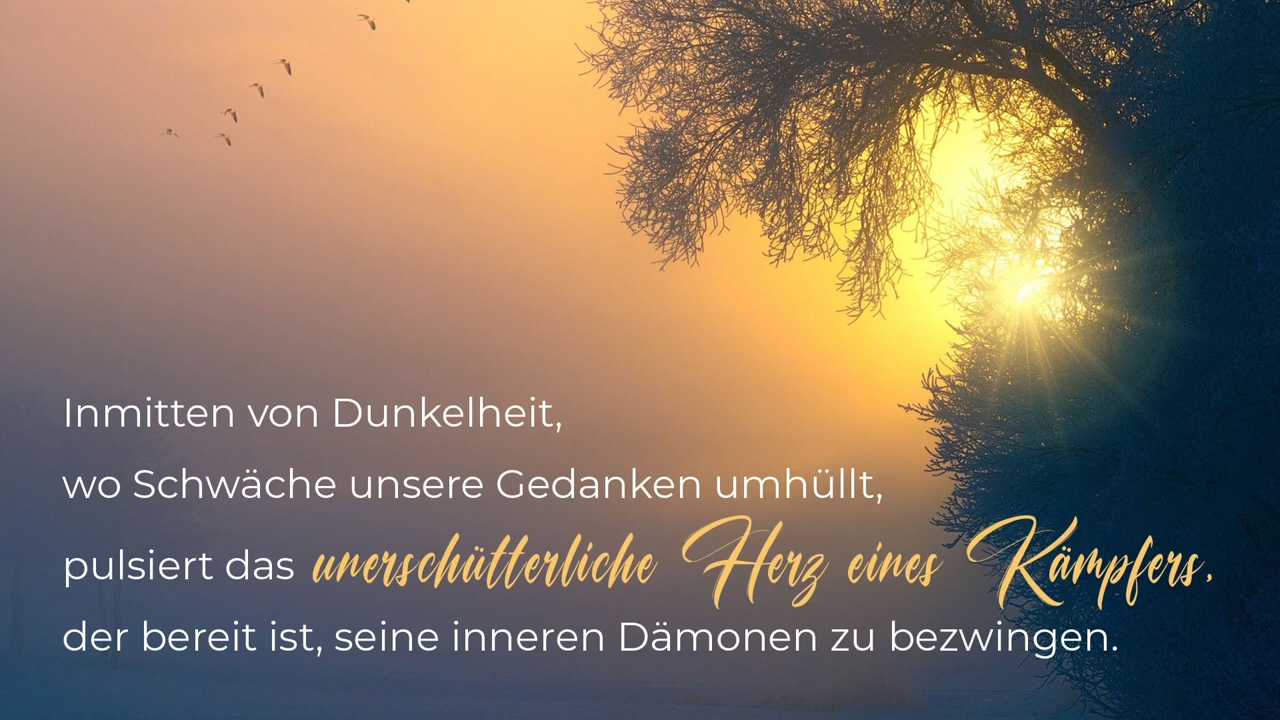 Inmitten von Dunkelheit,
wo Schwäche unsere Gedanken umhüllt,
pulsiert das unerschütterliche Herz eines Kämpfers,
der bereit ist, seine inneren Dämonen zu bezwingen.